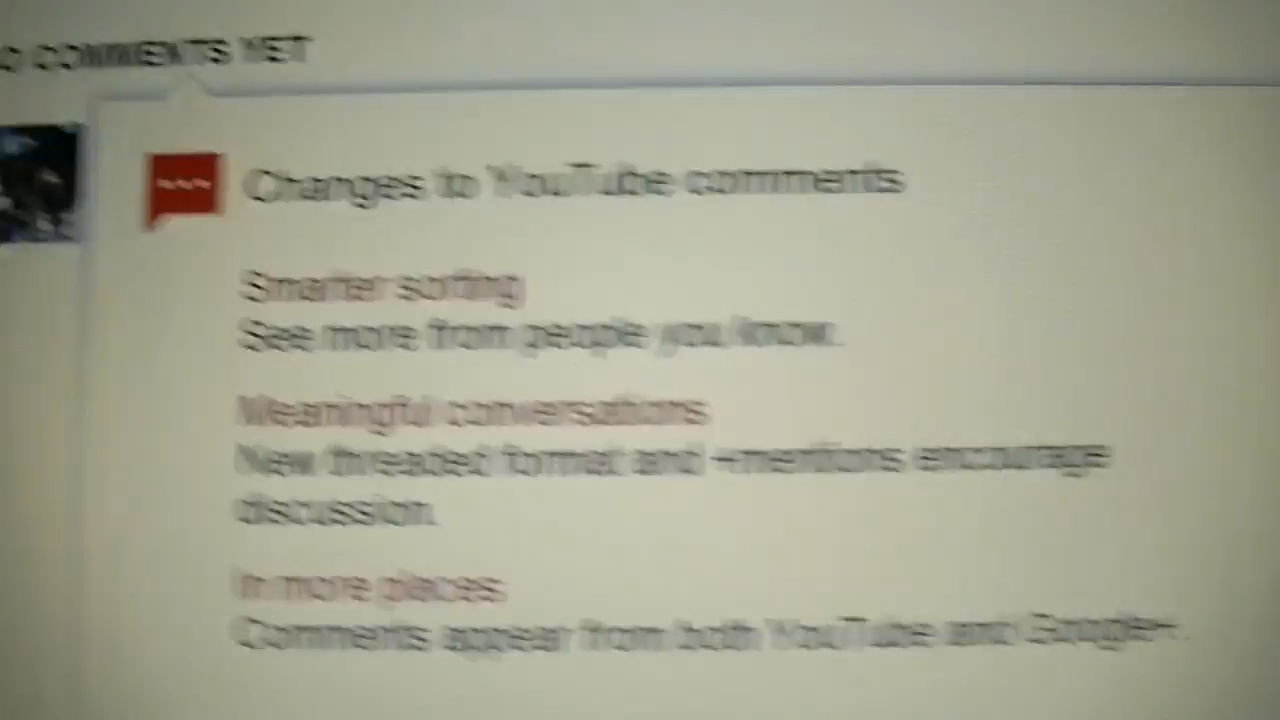 COMMENTS YET
Changes to YouTube comments
Smarter sorting
See more from people you know.
Meaningful conversations
New threaded format and +mentions encourage
discussion.
In more places
Comments appear from both YouTube and Google+.